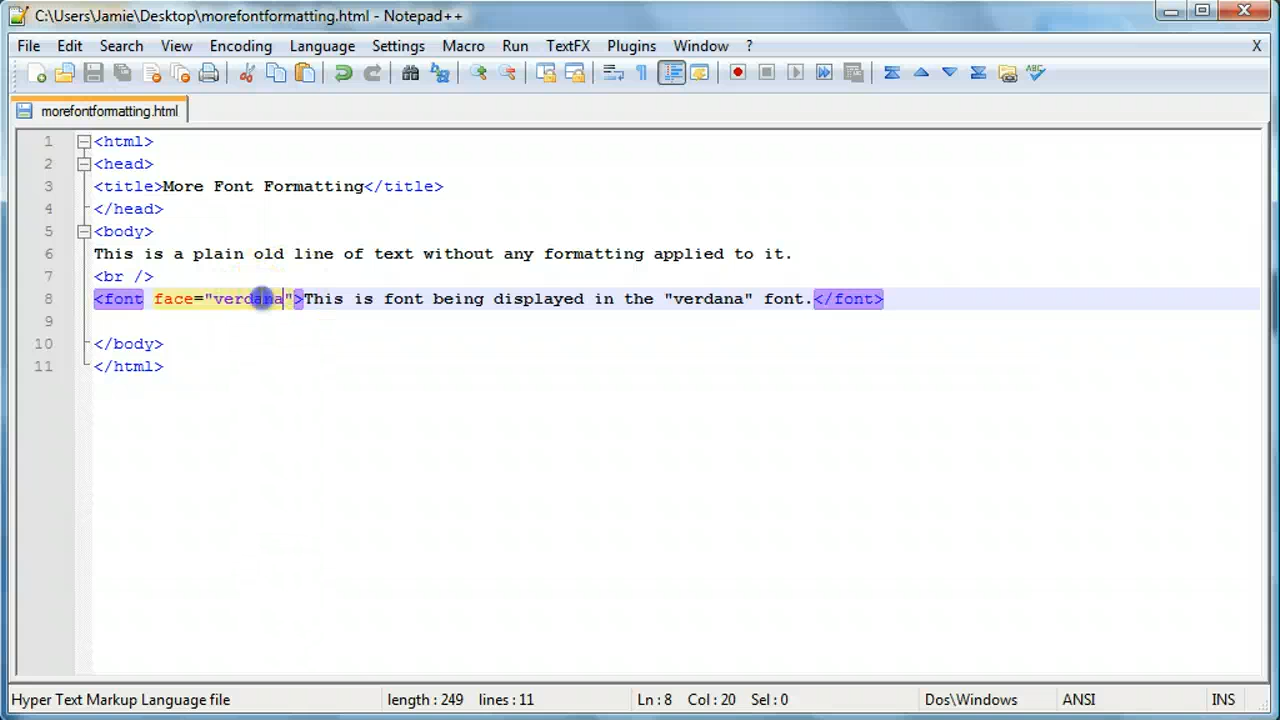 C:\Users\Jamie\Desktop\morefontformatting.html - Notepad++
File Edit Search View Encoding Language Settings Macro Run TextFX Plugins Window ? X
ABC
morefontformatting.html
1 <html>
2 <head>
3 <title>More Font Formatting</title>
4 </head>
5 <body>
6 This is a plain old line of text without any formatting applied to it.
7 <br />
8 <font face="verdana">This is font being displayed in the "verdana" font.</font>
9
10 </body>
11 </html>
Hyper Text Markup Language file length : 249 lines : 11 Ln : 8 Col : 20 Sel : 0 Dos\Windows ANSI INS